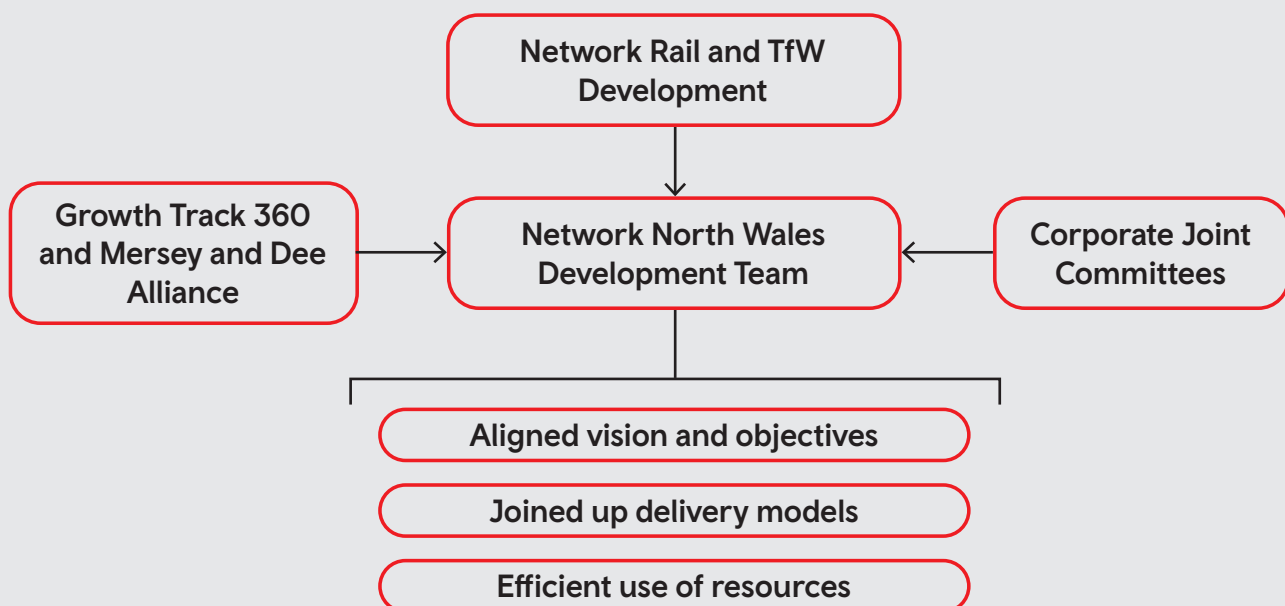 Network Rail and TfW
Development
Growth Track 360
and Mersey and Dee
Alliance
Network North Wales
Development Team
Corporate Joint
Committees
Aligned vision and objectives
Joined up delivery models
Efficient use of resources